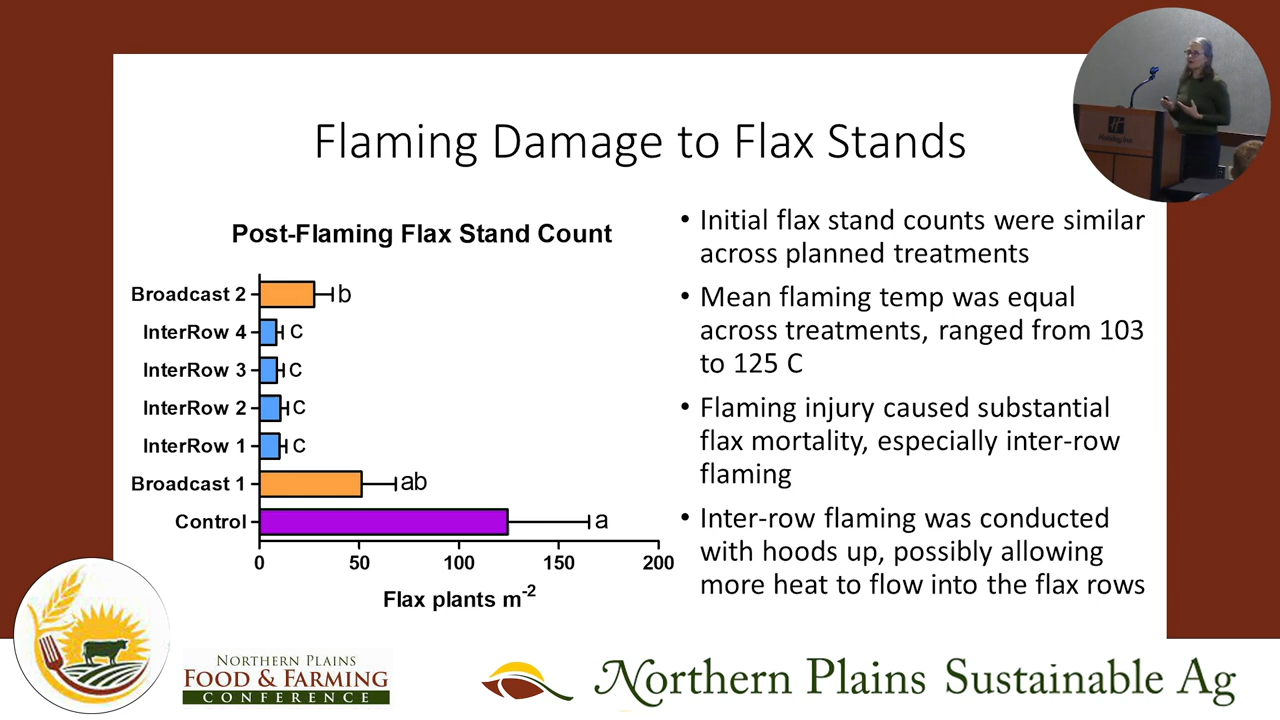 Flaming Damage to Flax Stands
Post-Flaming Flax Stand Count
Broadcast 2
b
InterRow 4
c
InterRow 3
c
InterRow 2
c
InterRow 1
c
Broadcast 1
ab
Control
a
0 50 100 150 200
Flax plants m-2
• Initial flax stand counts were similar
across planned treatments
• Mean flaming temp was equal
across treatments, ranged from 103
to 125 C
• Flaming injury caused substantial
flax mortality, especially inter-row
flaming
• Inter-row flaming was conducted
with hoods up, possibly allowing
more heat to flow into the flax rows
Holiday Inn
NORTHERN PLAINS
FOOD & FARMING
CONFERENCE
Northern Plains Sustainable Ag